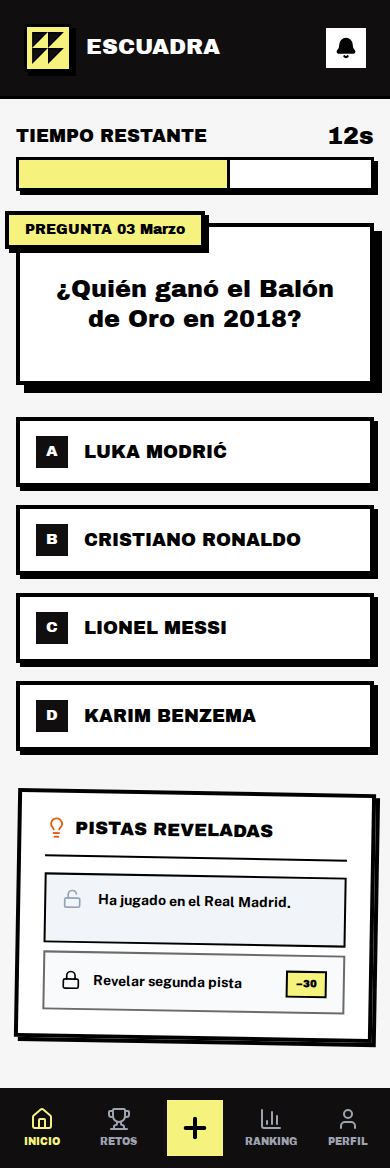 ESCUADRA
TIEMPO RESTANTE 12s
PREGUNTA 03 Marzo
¿Quién ganó el Balón
de Oro en 2018?
A LUKA MODRIĆ
B CRISTIANO RONALDO
C LIONEL MESSI
D KARIM BENZEMA
PISTAS REVELADAS
Ha jugado en el Real Madrid.
Revelar segunda pista −30
INICIO RETOS RANKING PERFIL